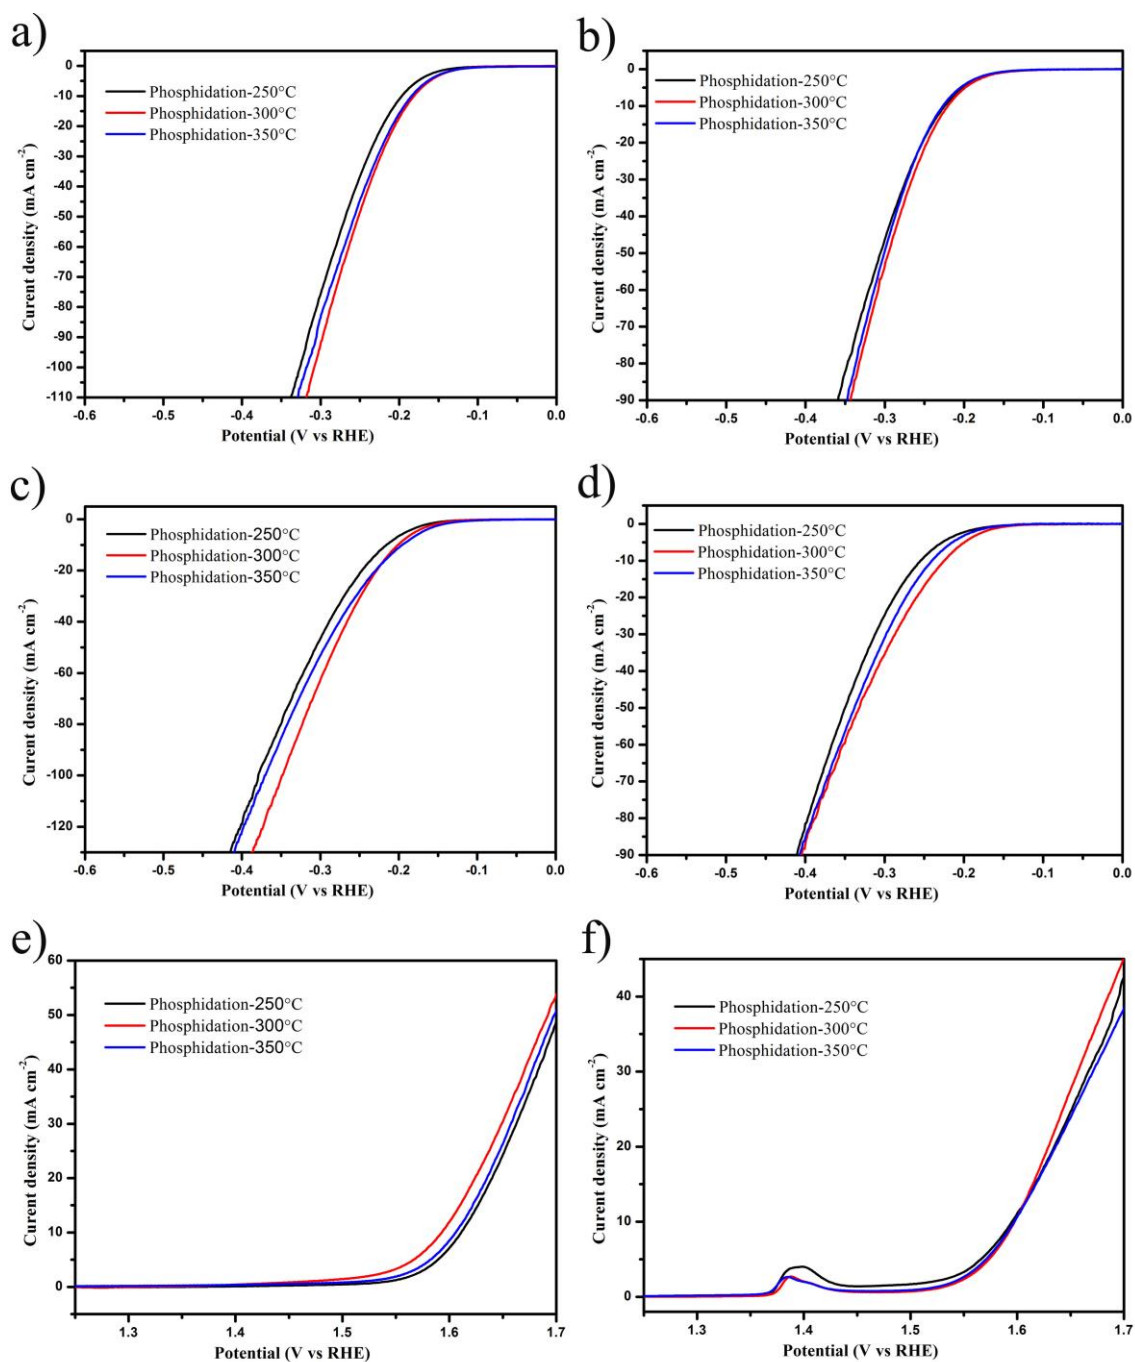 a)
0
-10
-20
-30
-40
-50
-60
-70
-80
-90
-100
-110
Curent density (mA cm-2)
Phosphidation-250°C
Phosphidation-300°C
Phosphidation-350°C
-0.6 -0.5 -0.4 -0.3 -0.2 -0.1 0.0
Potential (V vs RHE)
b)
0
-10
-20
-30
-40
-50
-60
-70
-80
-90
Curent density (mA cm-2)
Phosphidation-250°C
Phosphidation-300°C
Phosphidation-350°C
-0.6 -0.5 -0.4 -0.3 -0.2 -0.1 0.0
Potential (V vs RHE)
c)
0
-20
-40
-60
-80
-100
-120
Curent density (mA cm-2)
Phosphidation-250°C
Phosphidation-300°C
Phosphidation-350°C
-0.6 -0.5 -0.4 -0.3 -0.2 -0.1 0.0
Potential (V vs RHE)
d)
0
-10
-20
-30
-40
-50
-60
-70
-80
-90
Curent density (mA cm-2)
Phosphidation-250°C
Phosphidation-300°C
Phosphidation-350°C
-0.6 -0.5 -0.4 -0.3 -0.2 -0.1 0.0
Potential (V vs RHE)
e)
60
50
40
30
20
10
0
Curent density (mA cm-2)
Phosphidation-250°C
Phosphidation-300°C
Phosphidation-350°C
1.3 1.4 1.5 1.6 1.7
Potential (V vs RHE)
f)
40
30
20
10
0
Curent density (mA cm-2)
Phosphidation-250°C
Phosphidation-300°C
Phosphidation-350°C
1.3 1.4 1.5 1.6 1.7
Potential (V vs RHE)